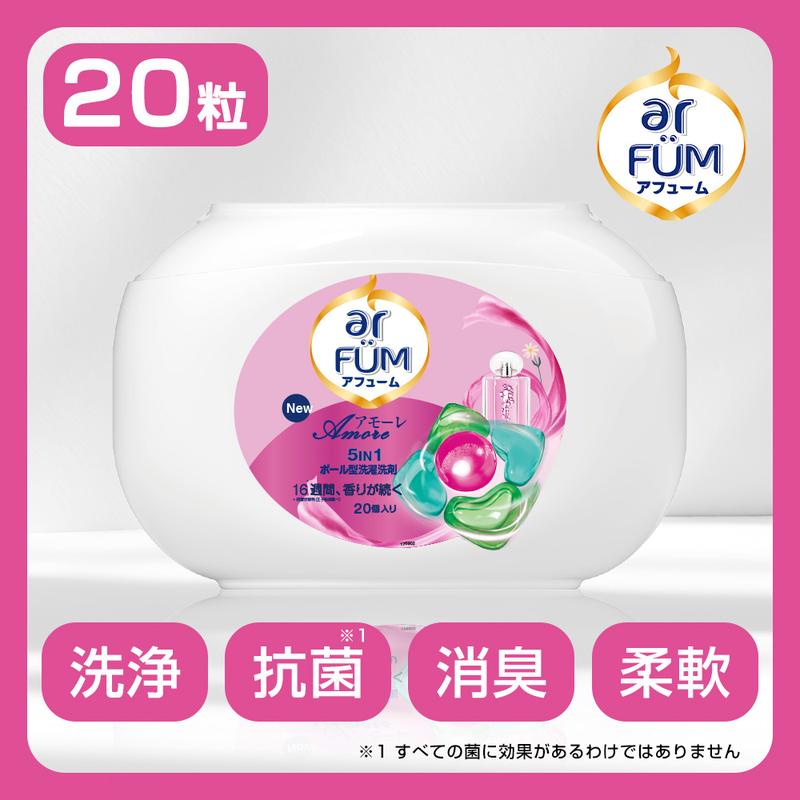 20粒
ar
FÜM
アフューム
ar
FÜM
アフューム
New
アモーレ
Amore
5IN1
ボール型洗濯洗剤
16週間、香りが続く
20個入り
洗浄
抗菌※1
消臭
柔軟
※1 すべての菌に効果があるわけではありません